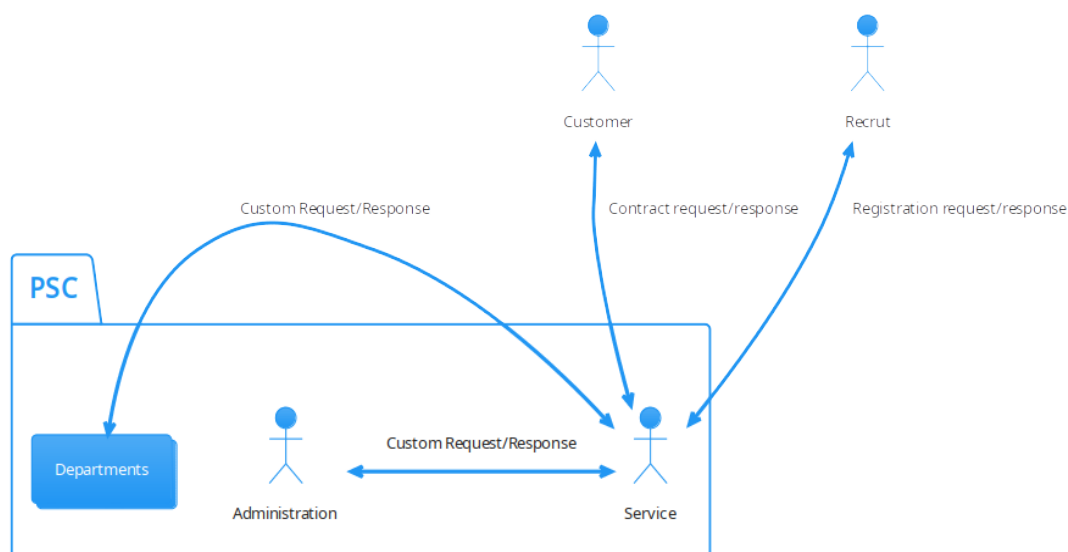 Customer
Recrut
Custom Request/Response
Contract request/response
Registration request/response
PSC
Custom Request/Response
Departments
Administration
Service